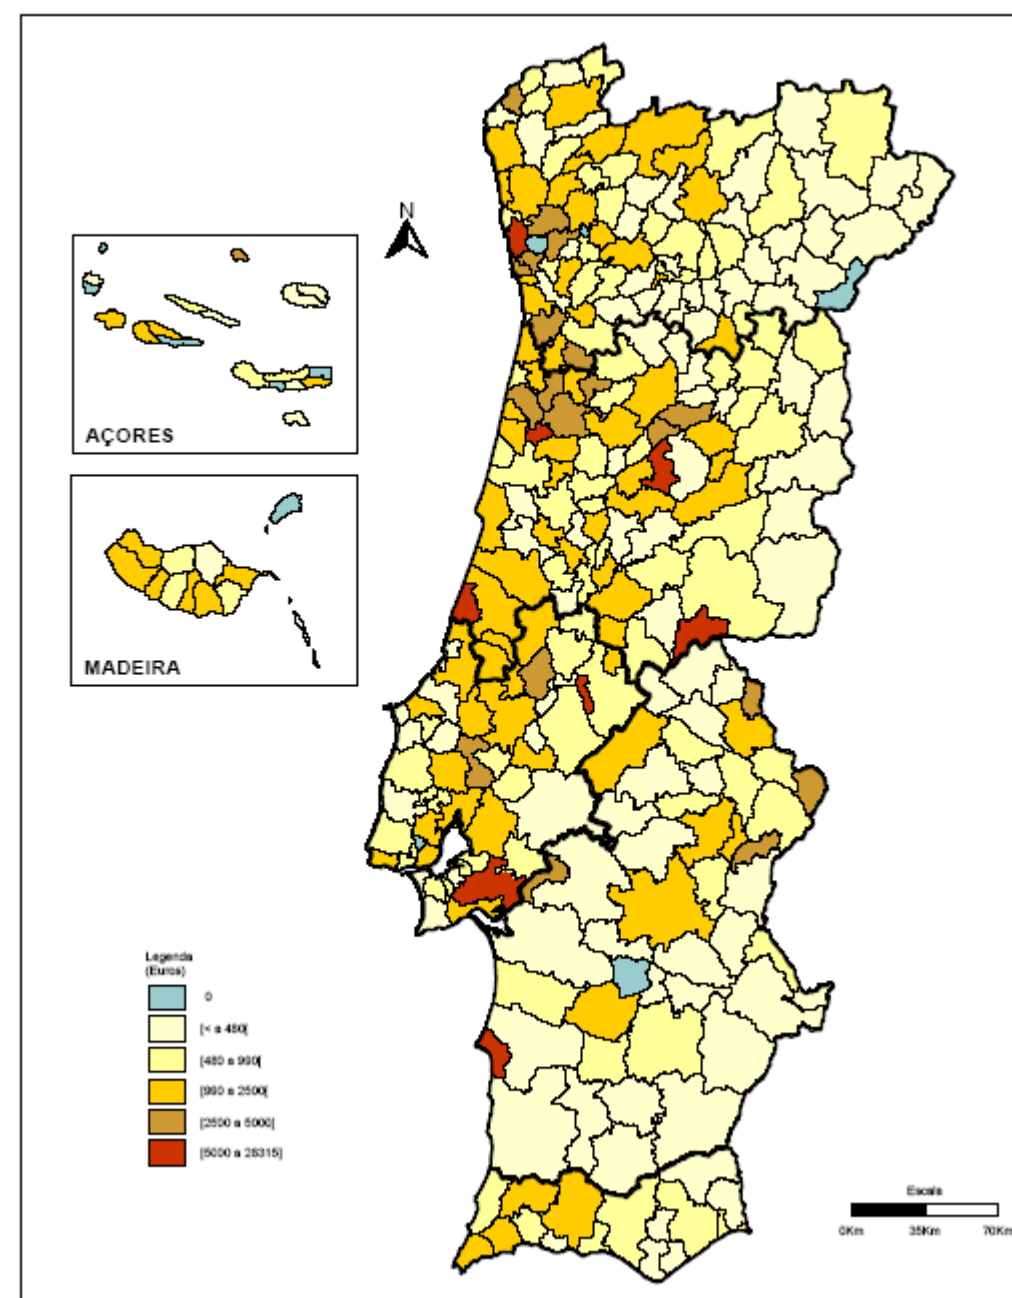 N
AÇORES
MADEIRA
Legenda
(Euros)
0
[< a 480[
[480 a 990[
[990 a 2500[
[2500 a 5000]
[5000 a 28315]
Escala
0Km 35Km 70Km